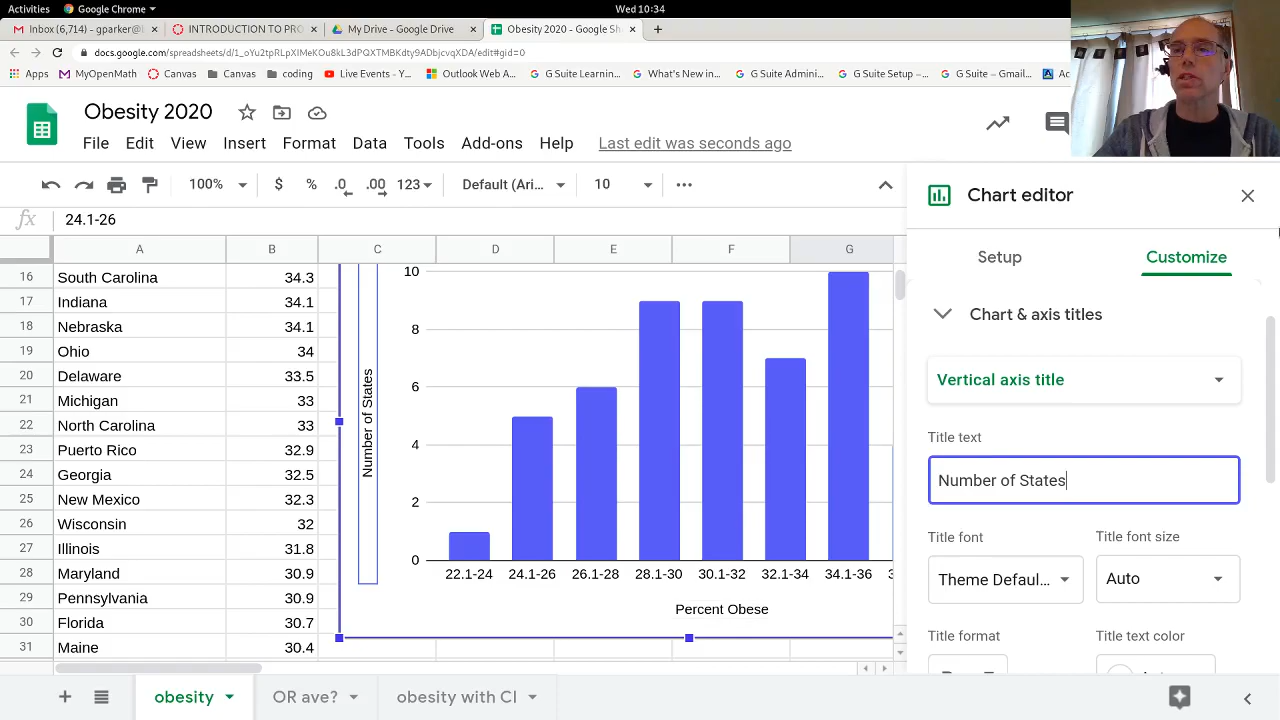 Activities
Google Chrome
Wed 10:34
Inbox (6,714) - gparker@
INTRODUCTION TO PRO
My Drive - Google Drive
Obesity 2020 - Google Sh
docs.google.com/spreadsheets/d/1_oYu2tpRLpXIMeKOu8kL3dPQXTMBKdty9ADbjcvqXDA/edit#gid=0
Apps
MyOpenMath
Canvas
Canvas
coding
Live Events - Y...
Outlook Web A...
G Suite Learnin...
What's New in...
G Suite Admini...
G Suite Setup –...
G Suite – Gmail...
Obesity 2020
File Edit View Insert Format Data Tools Add-ons Help
Last edit was seconds ago
100% $ % .0 .00 123 Default (Ari... 10
fx 24.1-26
A B C D E F G
16 South Carolina 34.3
17 Indiana 34.1
18 Nebraska 34.1
19 Ohio 34
20 Delaware 33.5
21 Michigan 33
22 North Carolina 33
23 Puerto Rico 32.9
24 Georgia 32.5
25 New Mexico 32.3
26 Wisconsin 32
27 Illinois 31.8
28 Maryland 30.9
29 Pennsylvania 30.9
30 Florida 30.7
31 Maine 30.4
Number of States
10
8
6
4
2
0
22.1-24 24.1-26 26.1-28 28.1-30 30.1-32 32.1-34 34.1-36
Percent Obese
Chart editor
Setup
Customize
Chart & axis titles
Vertical axis title
Title text
Number of States
Title font
Title font size
Theme Defaul...
Auto
Title format
Title text color
obesity
OR ave?
obesity with CI